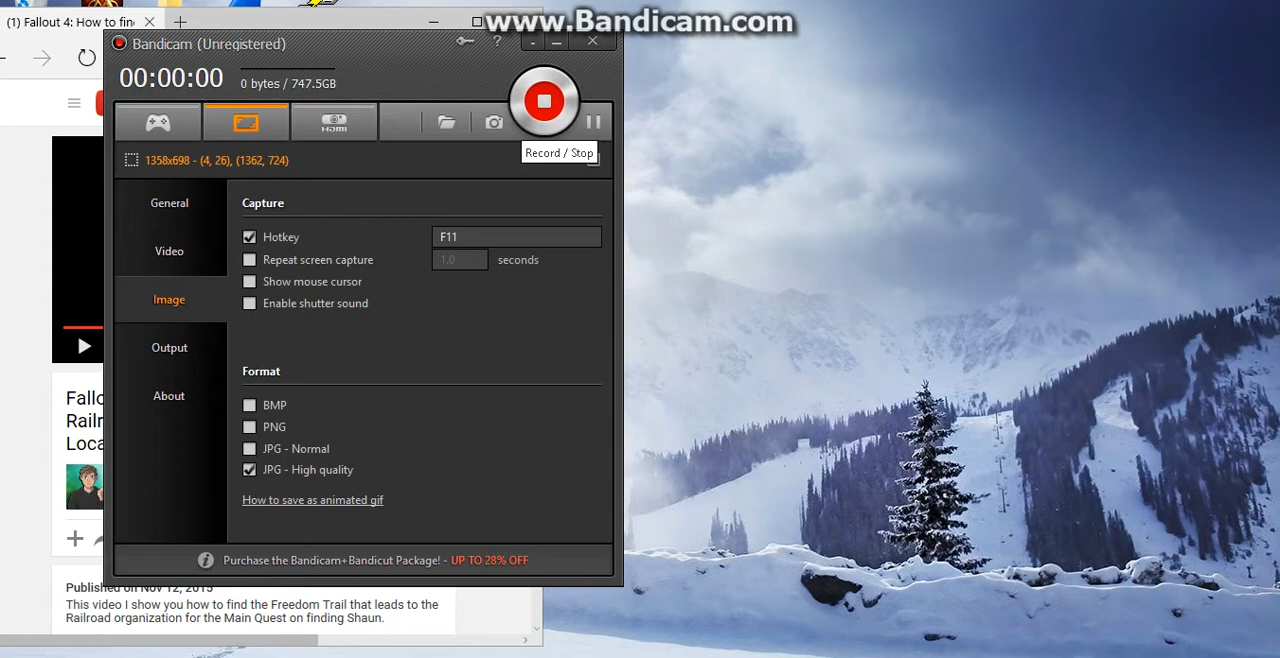 www.Bandicam.com
(1) Fallout 4: How to fin
Bandicam (Unregistered)
?
00:00:00
0 bytes / 747.5GB
HDMI
Record / Stop
1358x698 - (4, 26), (1362, 724)
General
Video
Image
Output
About
Capture
Hotkey
F11
Repeat screen capture
1.0
seconds
Show mouse cursor
Enable shutter sound
Format
BMP
PNG
JPG - Normal
JPG - High quality
How to save as animated gif
Purchase the Bandicam+Bandicut Package! - UP TO 28% OFF
Fallo
Railr
Loca
Published on Nov 12, 2015
This video I show you how to find the Freedom Trail that leads to the
Railroad organization for the Main Quest on finding Shaun.